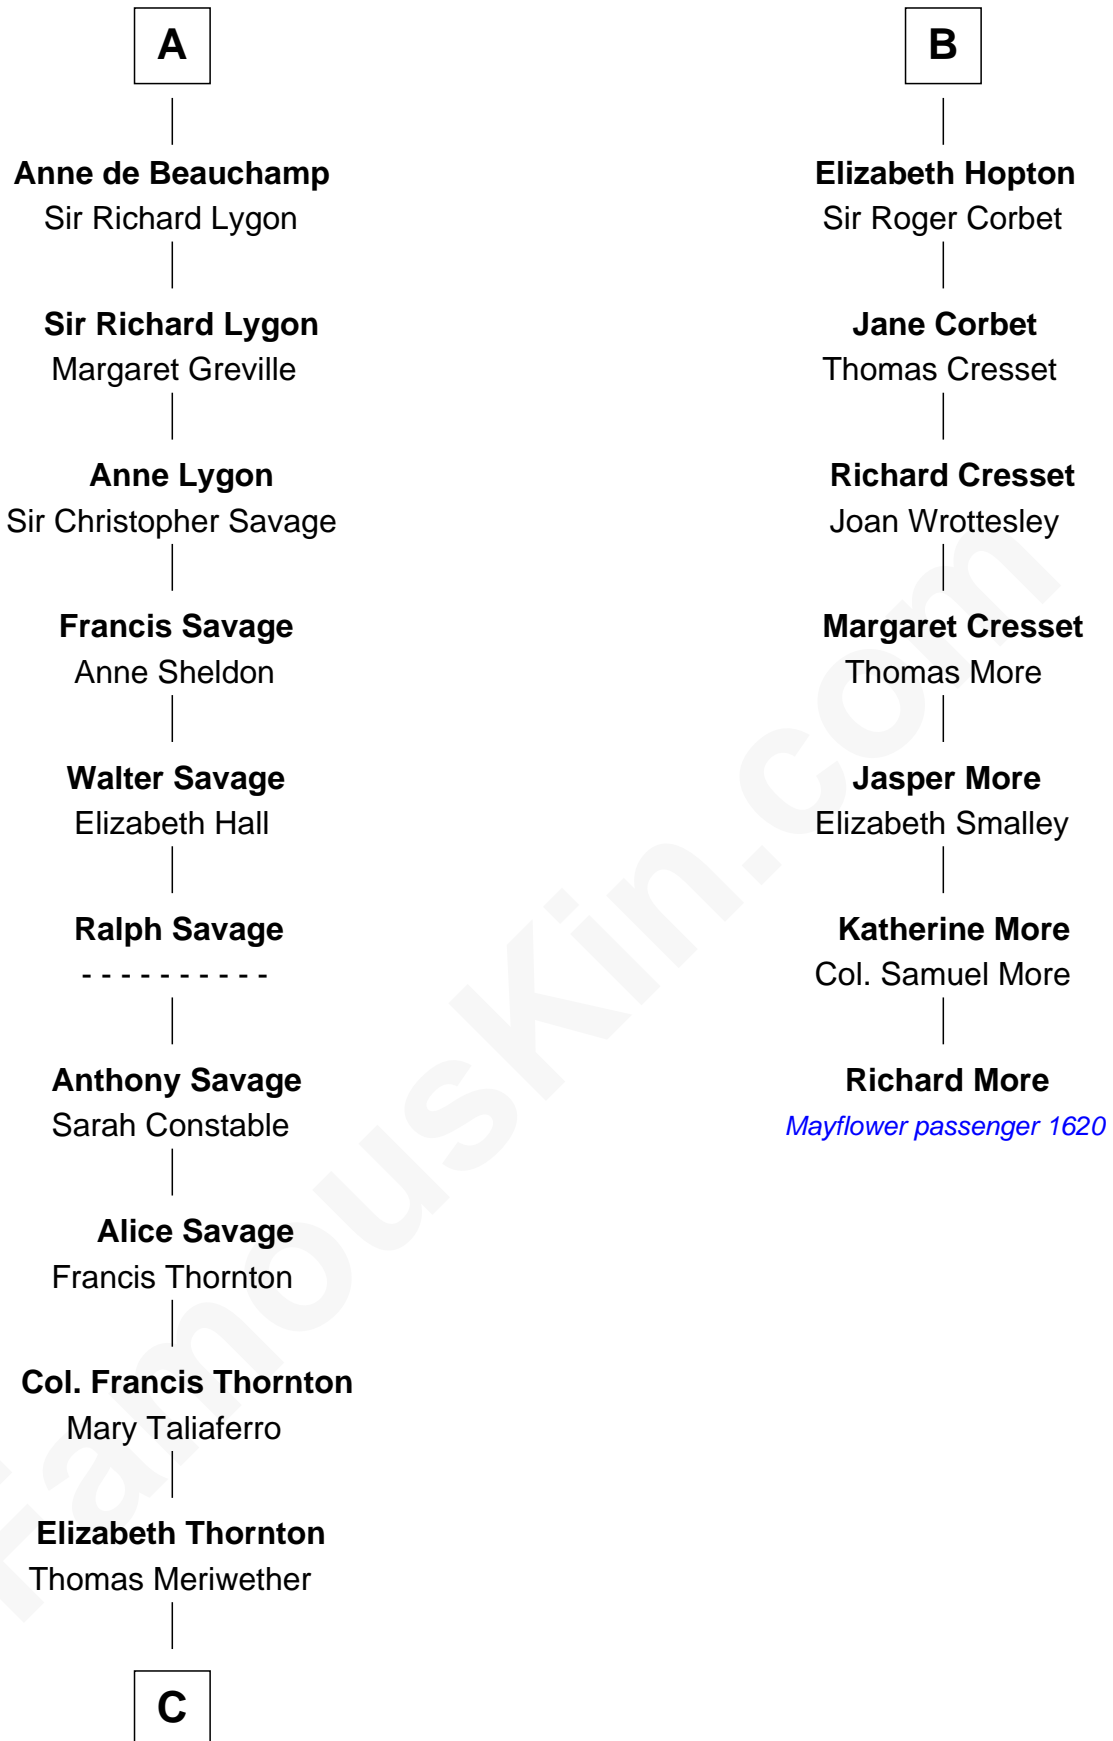 A
Anne de Beauchamp
Sir Richard Lygon
Sir Richard Lygon
Margaret Greville
Anne Lygon
Sir Christopher Savage
Francis Savage
Anne Sheldon
Walter Savage
Elizabeth Hall
Ralph Savage
- - - - - - - - - -
Anthony Savage
Sarah Constable
Alice Savage
Francis Thornton
Col. Francis Thornton
Mary Taliaferro
Elizabeth Thornton
Thomas Meriwether
C
B
Elizabeth Hopton
Sir Roger Corbet
Jane Corbet
Thomas Cresset
Richard Cresset
Joan Wrottesley
Margaret Cresset
Thomas More
Jasper More
Elizabeth Smalley
Katherine More
Col. Samuel More
Richard More
Mayflower passenger 1620
FamousKin.com